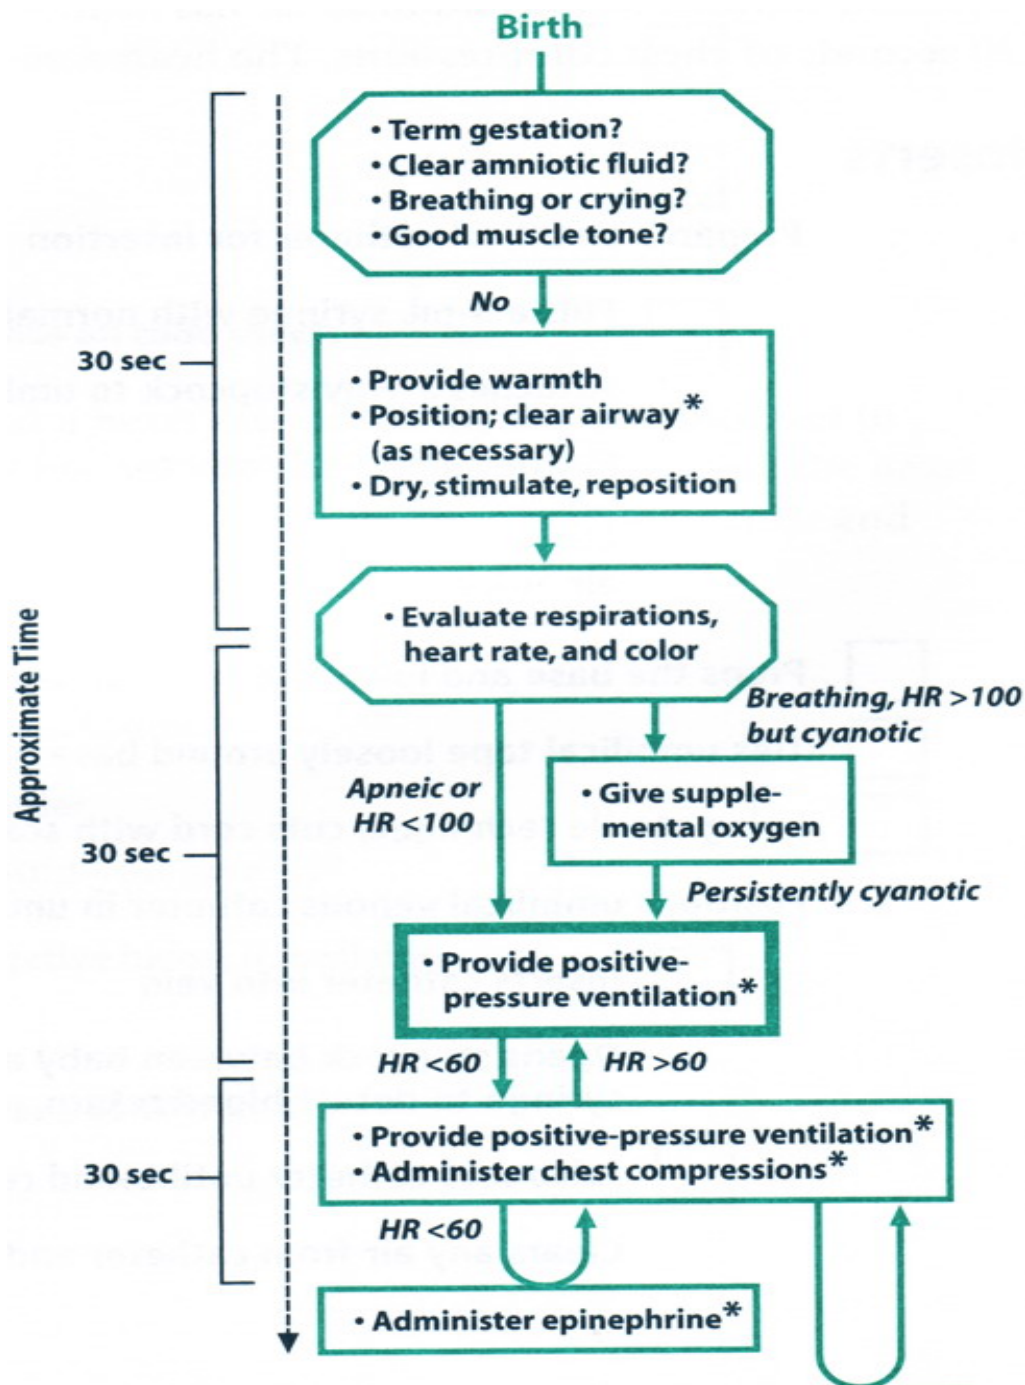 Birth
• Term gestation?
• Clear amniotic fluid?
• Breathing or crying?
• Good muscle tone?
No
30 sec
• Provide warmth
• Position; clear airway*
(as necessary)
• Dry, stimulate, reposition
Approximate Time
• Evaluate respirations,
heart rate, and color
Breathing, HR >100
but cyanotic
Apneic or
HR <100
• Give supple-
mental oxygen
30 sec
Persistently cyanotic
• Provide positive-
pressure ventilation*
HR <60
HR >60
30 sec
• Provide positive-pressure ventilation*
• Administer chest compressions*
HR <60
• Administer epinephrine*